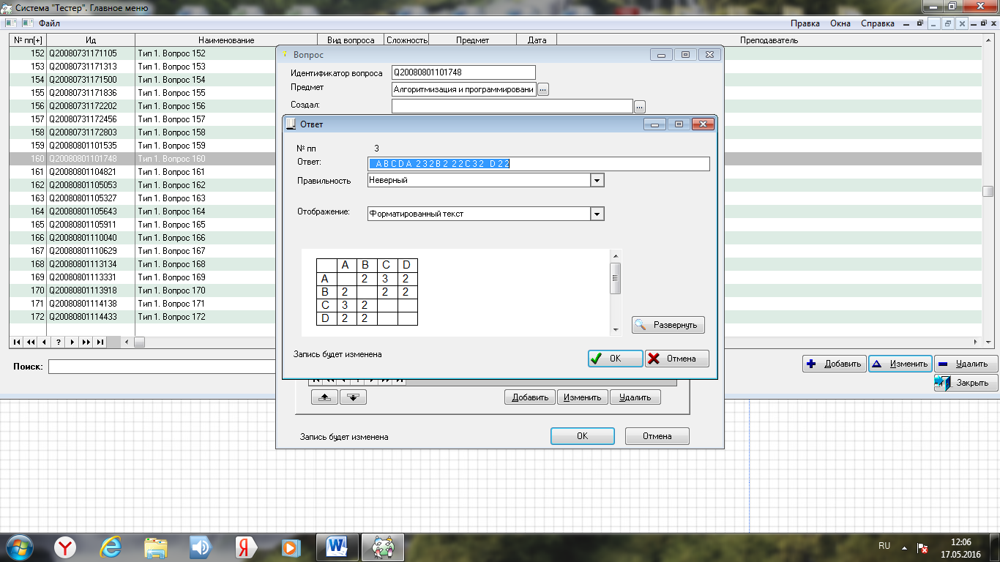 Система "Тестер". Главное меню
Файл Правка Окна Справка
№ пп[+] Ид Наименование Вид вопроса Сложность Предмет Дата Преподаватель
152 Q20080731171105 Тип 1. Вопрос 152
153 Q20080731171313 Тип 1. Вопрос 153
154 Q20080731171500 Тип 1. Вопрос 154
155 Q20080731171836 Тип 1. Вопрос 155
156 Q20080731172202 Тип 1. Вопрос 156
157 Q20080731172456 Тип 1. Вопрос 157
158 Q20080731172803 Тип 1. Вопрос 158
159 Q20080801101535 Тип 1. Вопрос 159
160 Q20080801101748 Тип 1. Вопрос 160
161 Q20080801104821 Тип 1. Вопрос 161
162 Q20080801105053 Тип 1. Вопрос 162
163 Q20080801105327 Тип 1. Вопрос 163
164 Q20080801105643 Тип 1. Вопрос 164
165 Q20080801105911 Тип 1. Вопрос 165
166 Q20080801110040 Тип 1. Вопрос 166
167 Q20080801110629 Тип 1. Вопрос 167
168 Q20080801113134 Тип 1. Вопрос 168
169 Q20080801113331 Тип 1. Вопрос 169
170 Q20080801113918 Тип 1. Вопрос 170
171 Q20080801114138 Тип 1. Вопрос 171
172 Q20080801114433 Тип 1. Вопрос 172
Поиск:
Добавить Изменить Удалить
Закрыть
Вопрос
Идентификатор вопроса Q20080801101748
Предмет Алгоритмизация и программировани ...
Создал: ...
Ответ
№ пп 3
Ответ: A B C D A 2 3 2 B 2 2 2 C 3 2 D 2 2
Правильность Неверный
Отображение: Форматированный текст
A B C D
A 2 3 2
B 2 2 2
C 3 2
D 2 2
Развернуть
Запись будет изменена OK Отмена
Добавить Изменить Удалить
Запись будет изменена OK Отмена
RU 12:06
17.05.2016